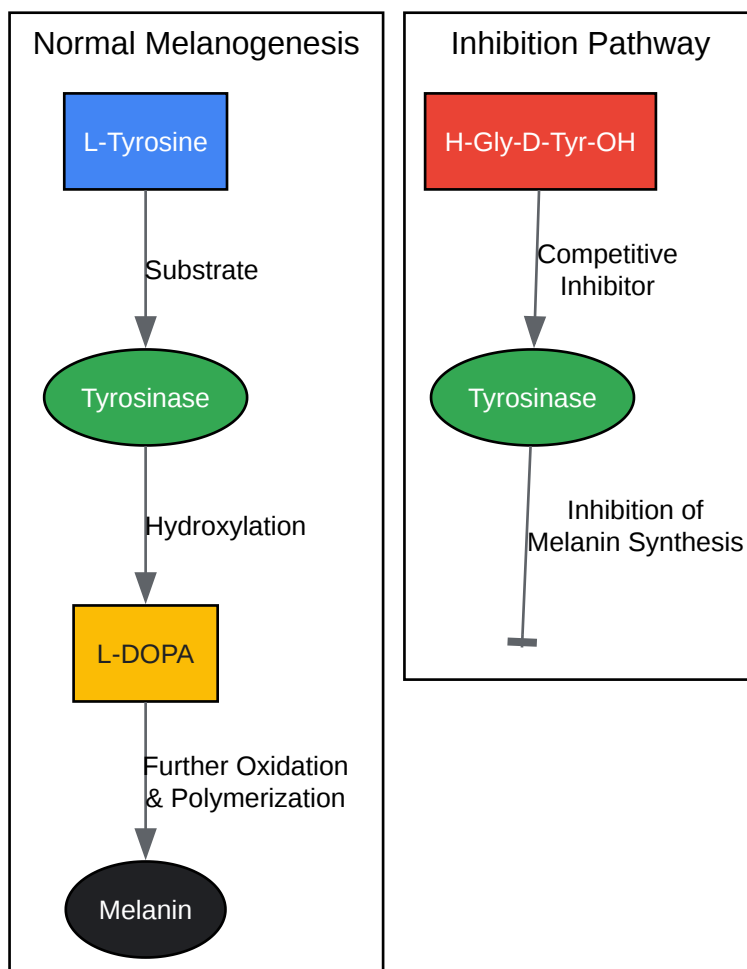 Normal Melanogenesis
L-Tyrosine
Substrate
Tyrosinase
Hydroxylation
L-DOPA
Further Oxidation
& Polymerization
Melanin
Inhibition Pathway
H-Gly-D-Tyr-OH
Competitive
Inhibitor
Tyrosinase
Inhibition of
Melanin Synthesis